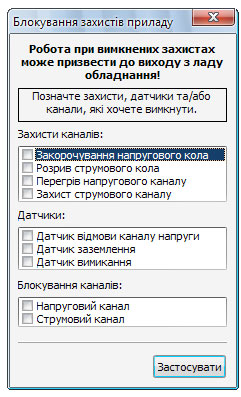 Блокування захистів приладу
Робота при вимкнених захистах
може призвести до виходу з ладу
обладнання!
Позначте захисти, датчики та/або
канали, які хочете вимкнути.
Захисти каналів:
Закорочування напругового кола
Розрив струмового кола
Перегрів напругового каналу
Захист струмового каналу
Датчики:
Датчик відмови каналу напруги
Датчик заземлення
Датчик вимикання
Блокування каналів:
Напруговий канал
Струмовий канал
Застосувати